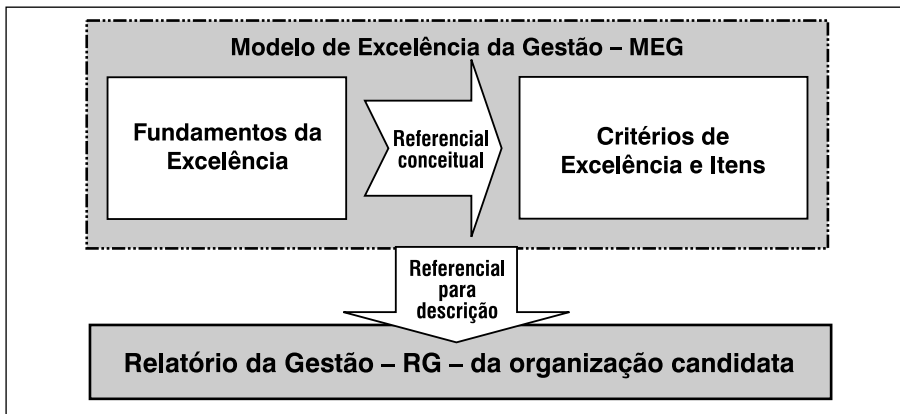 Modelo de Excelência da Gestão – MEG
Fundamentos da
Excelência
Referencial
conceitual
Critérios de
Excelência e Itens
Referencial
para
descrição
Relatório da Gestão – RG – da organização candidata